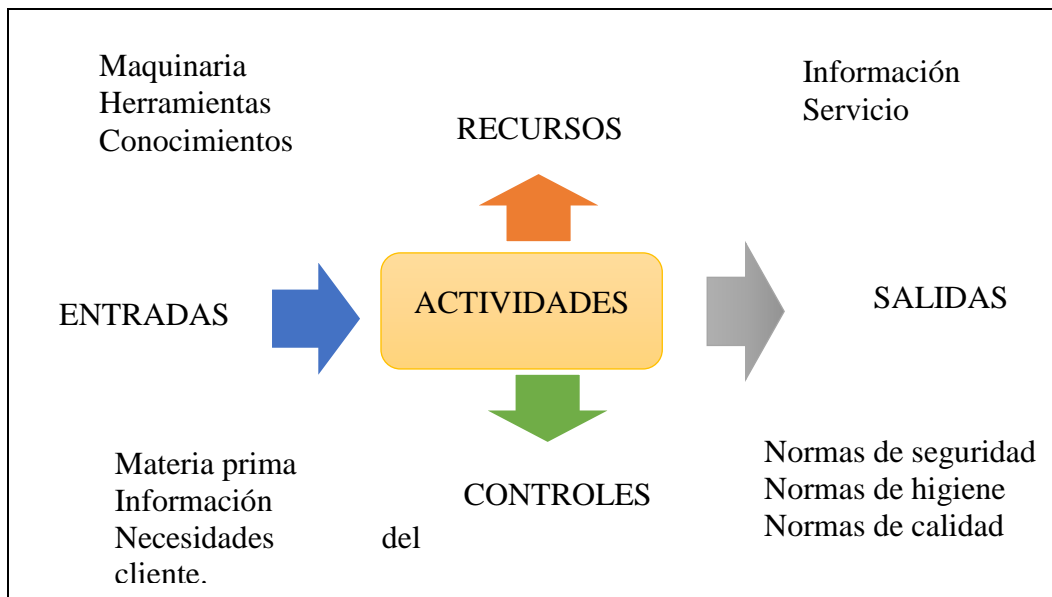 Maquinaria
Herramientas
Conocimientos
RECURSOS
Información
Servicio
ENTRADAS
ACTIVIDADES
SALIDAS
Materia prima
Información
Necesidades del
cliente.
CONTROLES
Normas de seguridad
Normas de higiene
Normas de calidad